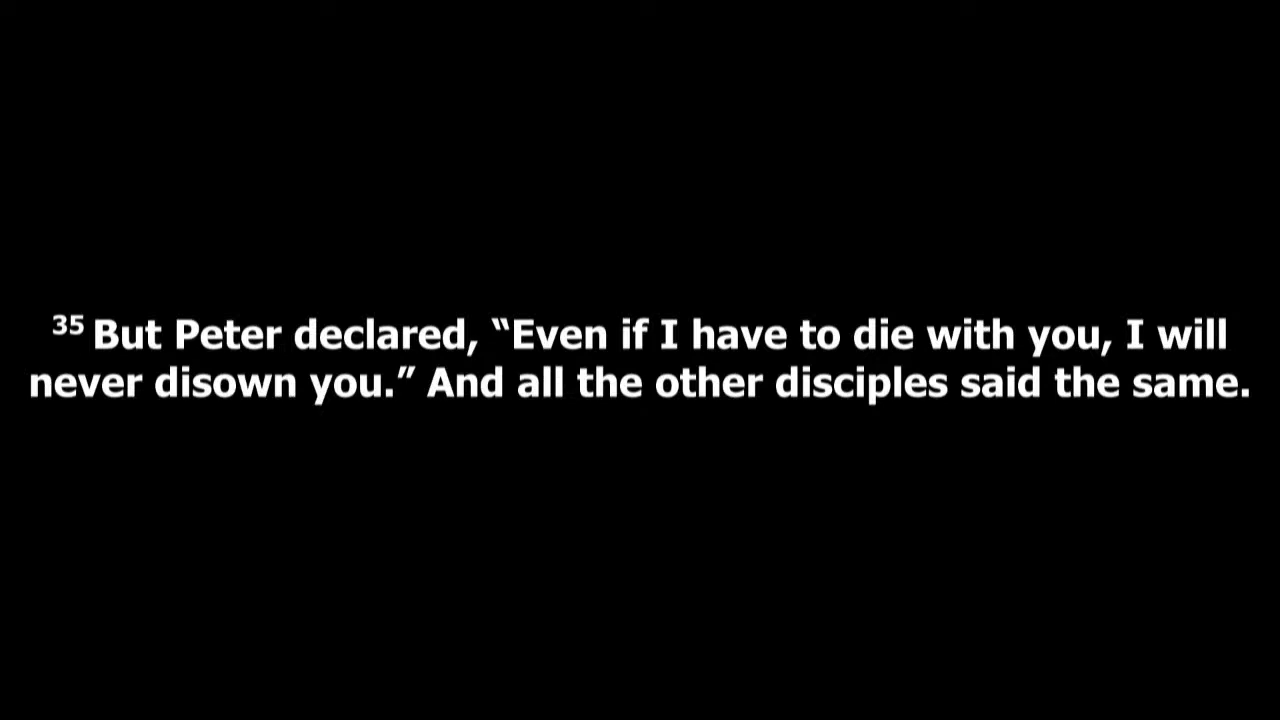 35 But Peter declared, “Even if I have to die with you, I will
never disown you.” And all the other disciples said the same.